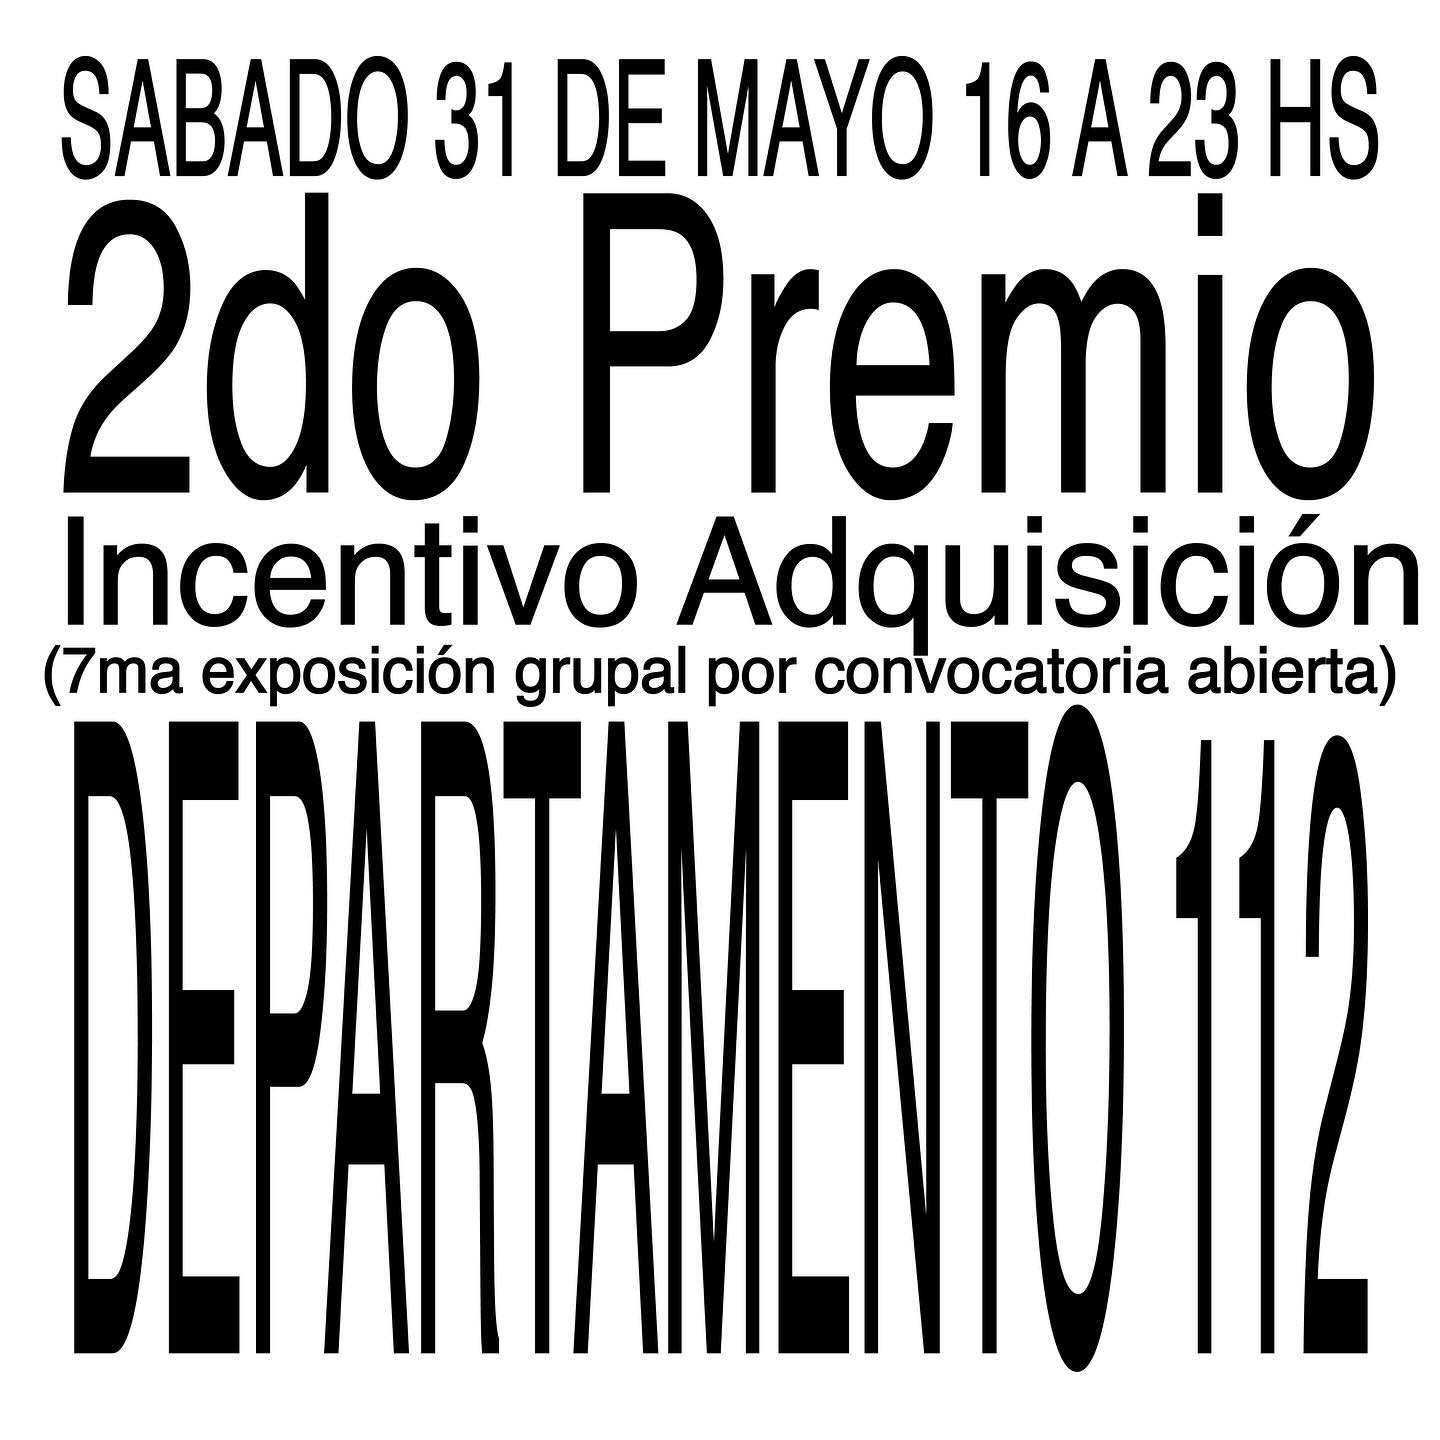 SABADO 31 DE MAYO 16 A 23 HS
2do Premio
Incentivo Adquisición
(7ma exposición grupal por convocatoria abierta)
DEPARTAMENTO 112